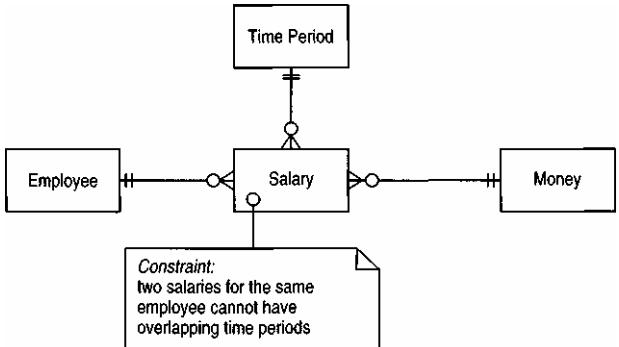 Time Period
Employee
Salary
Money
Constraint:
two salaries for the same
employee cannot have
overlapping time periods